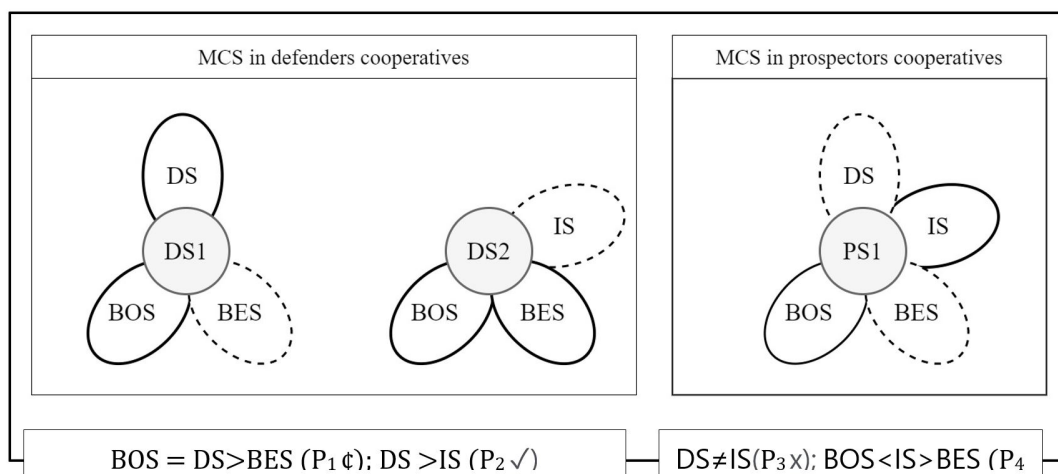 MCS in defenders cooperatives
DS
DS1
BOS
BES
IS
DS2
BOS
BES
MCS in prospectors cooperatives
DS
IS
PS1
BOS
BES
BOS = DS>BES (P₁ ¢); DS >IS (P₂ ✓)
DS≠IS(P₃x); BOS<IS>BES (P₄